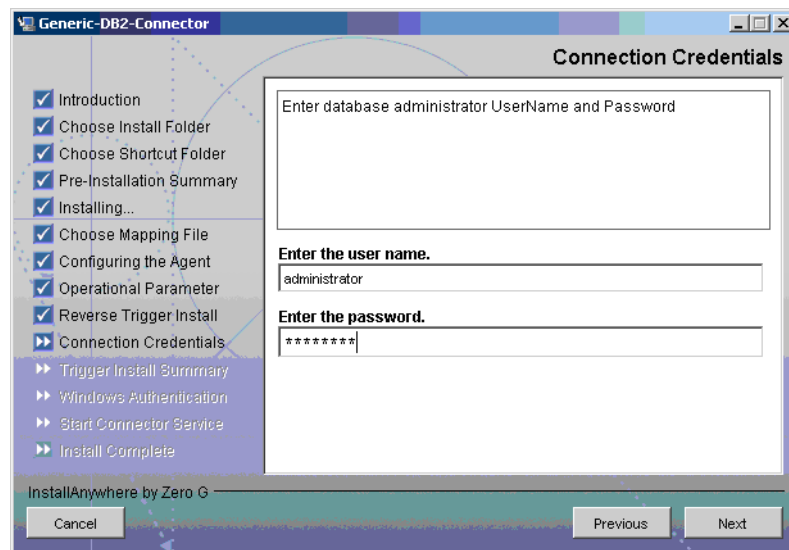 Generic-DB2-Connector
Connection Credentials
Introduction
Choose Install Folder
Choose Shortcut Folder
Pre-Installation Summary
Installing...
Choose Mapping File
Configuring the Agent
Operational Parameter
Reverse Trigger Install
Connection Credentials
Trigger Install Summary
Windows Authentication
Start Connector Service
Install Complete
Enter database administrator UserName and Password
Enter the user name.
administrator
Enter the password.
********
InstallAnywhere by Zero G
Cancel
Previous
Next